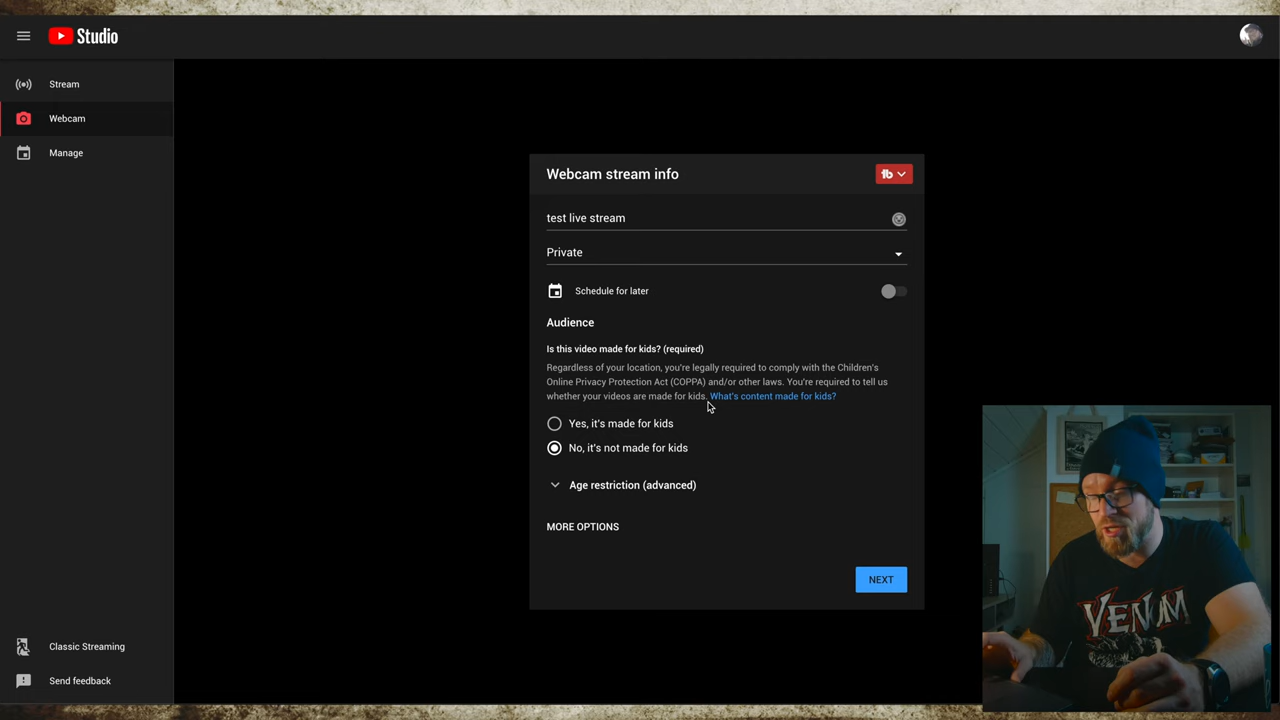 Studio
Stream
Webcam
Manage
Webcam stream info
test live stream
Private
Schedule for later
Audience
Is this video made for kids? (required)
Regardless of your location, you're legally required to comply with the Children's
Online Privacy Protection Act (COPPA) and/or other laws. You're required to tell us
whether your videos are made for kids. What's content made for kids?
Yes, it's made for kids
No, it's not made for kids
Age restriction (advanced)
MORE OPTIONS
NEXT
Classic Streaming
Send feedback
VENOM